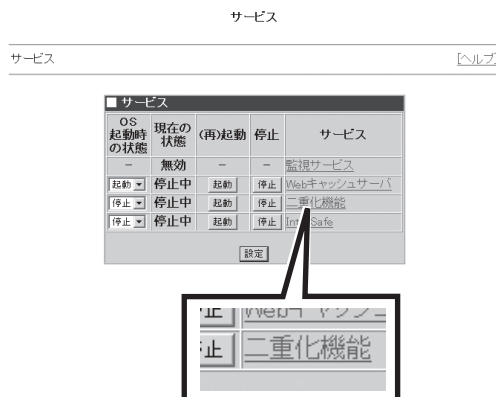 サービス
サービス [ヘルプ]
■ サービス
OS起動時の状態 現在の状態 (再)起動 停止 サービス
- 無効 - - 監視サービス
起動 停止中 起動 停止 Webキャッシュサーバ
停止 停止中 起動 停止 二重化機能
停止 停止中 起動 停止 Safe
設定
停止 二重化機能